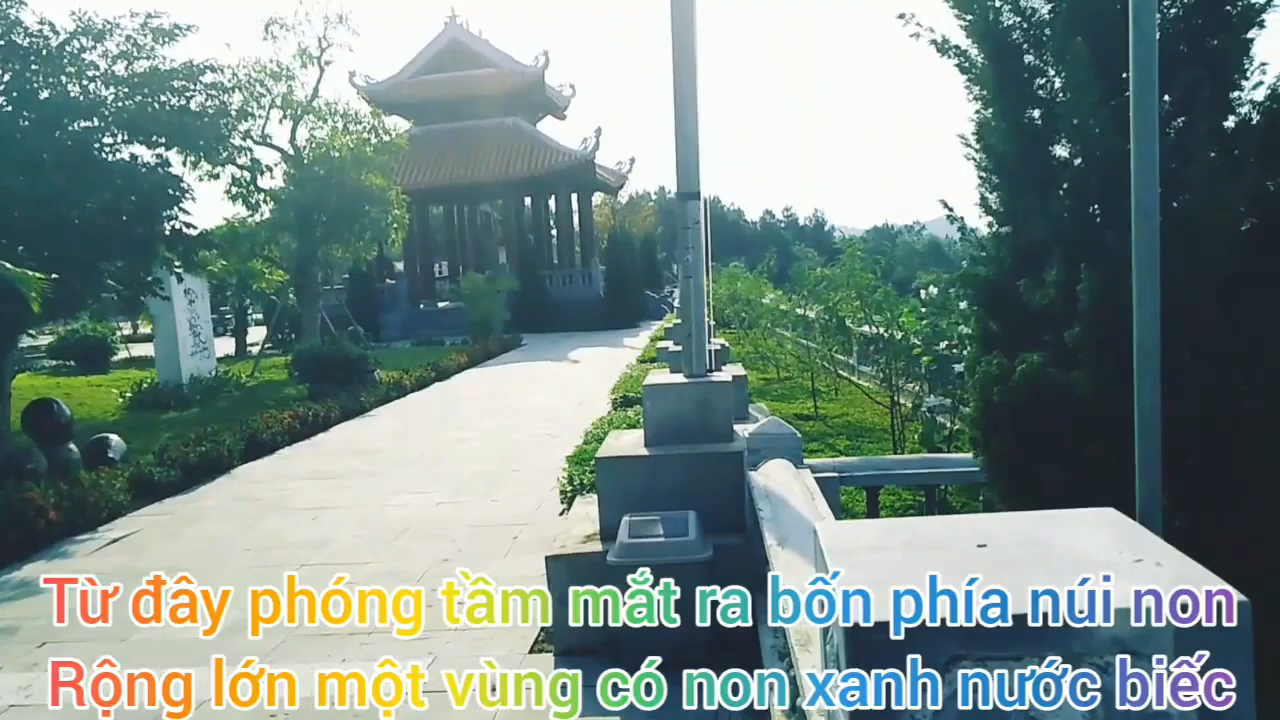 Từ đây phóng tầm mắt ra bốn phía núi non
Rộng lớn một vùng có non xanh nước biếc